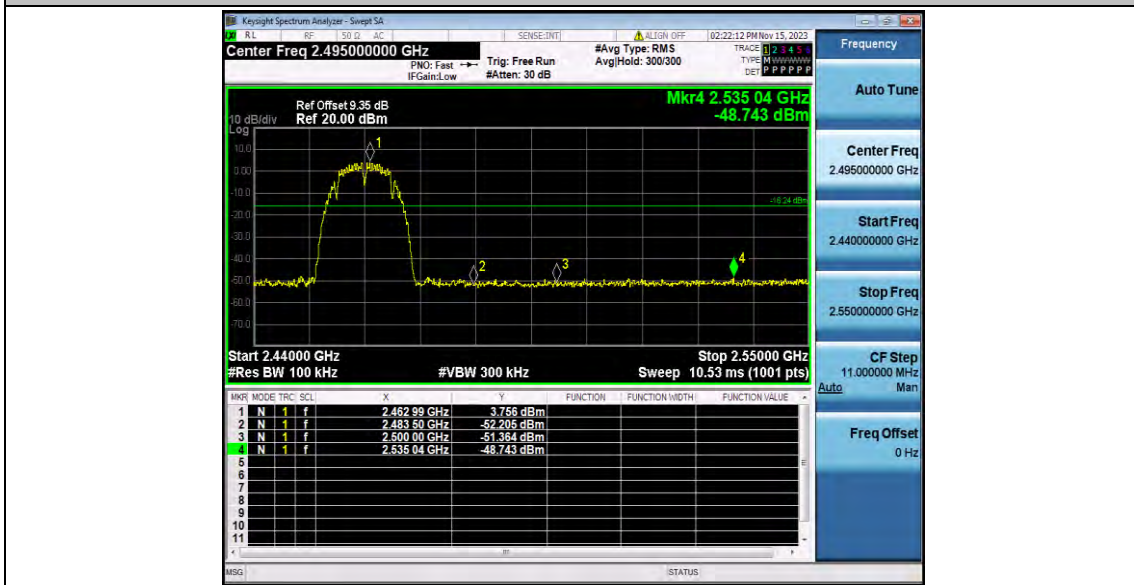 Keysight Spectrum Analyzer - Swept SA
RL RF 50 Ω AC SENSE:INT ALIGN OFF 02:22:12 PM Nov 15, 2023
Center Freq 2.495000000 GHz
PNO: Fast
IFGain:Low
Trig: Free Run
#Atten: 30 dB
#Avg Type: RMS
Avg|Hold: 300/300
TRACE 1 2 3 4 5 6
TYPE M
DET P P P P P P
Frequency
Auto Tune
Center Freq
2.495000000 GHz
Start Freq
2.440000000 GHz
Stop Freq
2.550000000 GHz
CF Step
11.000000 MHz
Auto Man
Freq Offset
0 Hz
Mkr4 2.535 04 GHz
-48.743 dBm
Ref Offset 9.35 dB
10 dB/div Ref 20.00 dBm
Log
10.0
0.00
-10.0
-20.0
-30.0
-40.0
-50.0
-60.0
-70.0
1
2
3
4
-16.24 dBm
Start 2.44000 GHz Stop 2.55000 GHz
#Res BW 100 kHz #VBW 300 kHz Sweep 10.53 ms (1001 pts)
MKR MODE TRC SCL X Y FUNCTION FUNCTION WIDTH FUNCTION VALUE
1 N 1 f 2.462 99 GHz 3.756 dBm
2 N 1 f 2.483 50 GHz -52.205 dBm
3 N 1 f 2.500 00 GHz -51.364 dBm
4 N 1 f 2.535 04 GHz -48.743 dBm
5
6
7
8
9
10
11
MSG STATUS